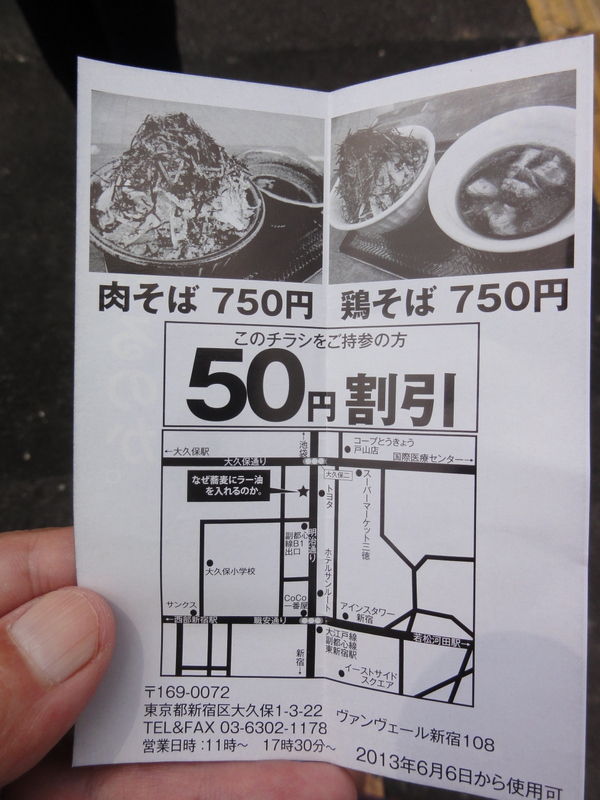 肉そば 750円
鶏そば 750円
このチラシをご持参の方
50円割引
←大久保駅
大久保通り
←池袋
コープとうきょう
戸山店
国際医療センター→
大久保二
なぜ蕎麦にラー油
を入れるのか。
トヨタ
スーパーマーケット三徳
副都心
線B1
出口
明治通り
大久保小学校
ホテルサンルート
サンクス
CoCo
一番屋
アインスタワー
新宿
←西部新宿駅
職安通り
若松河田駅→
大江戸線
副都心線
東新宿駅
新宿→
イーストサイド
スクエア
〒169-0072
東京都新宿区大久保1-3-22 ヴァンヴェール新宿108
TEL&FAX 03-6302-1178
営業日時:11時〜 17時30分〜
2013年6月6日から使用可